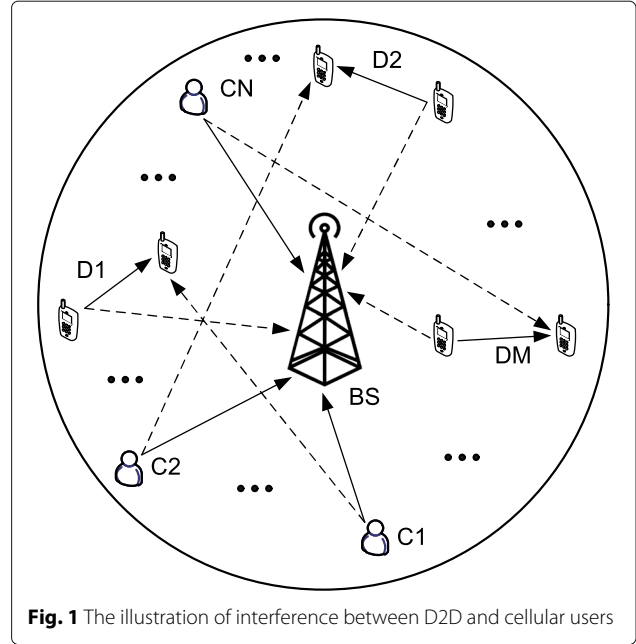 D2
CN
D1
DM
BS
C2
C1
Fig. 1 The illustration of interference between D2D and cellular users